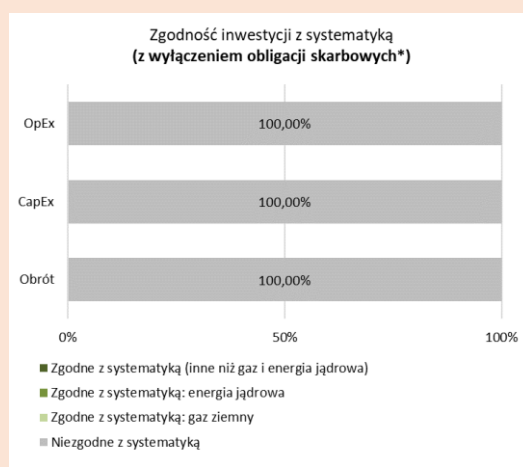 Zgodność inwestycji z systematyką
(z wyłączeniem obligacji skarbowych*)
OpEx
100,00%
CapEx
100,00%
Obrót
100,00%
0%
50%
100%
Zgodne z systematyką (inne niż gaz i energia jądrowa)
Zgodne z systematyką: energia jądrowa
Zgodne z systematyką: gaz ziemny
Niezgodne z systematyką